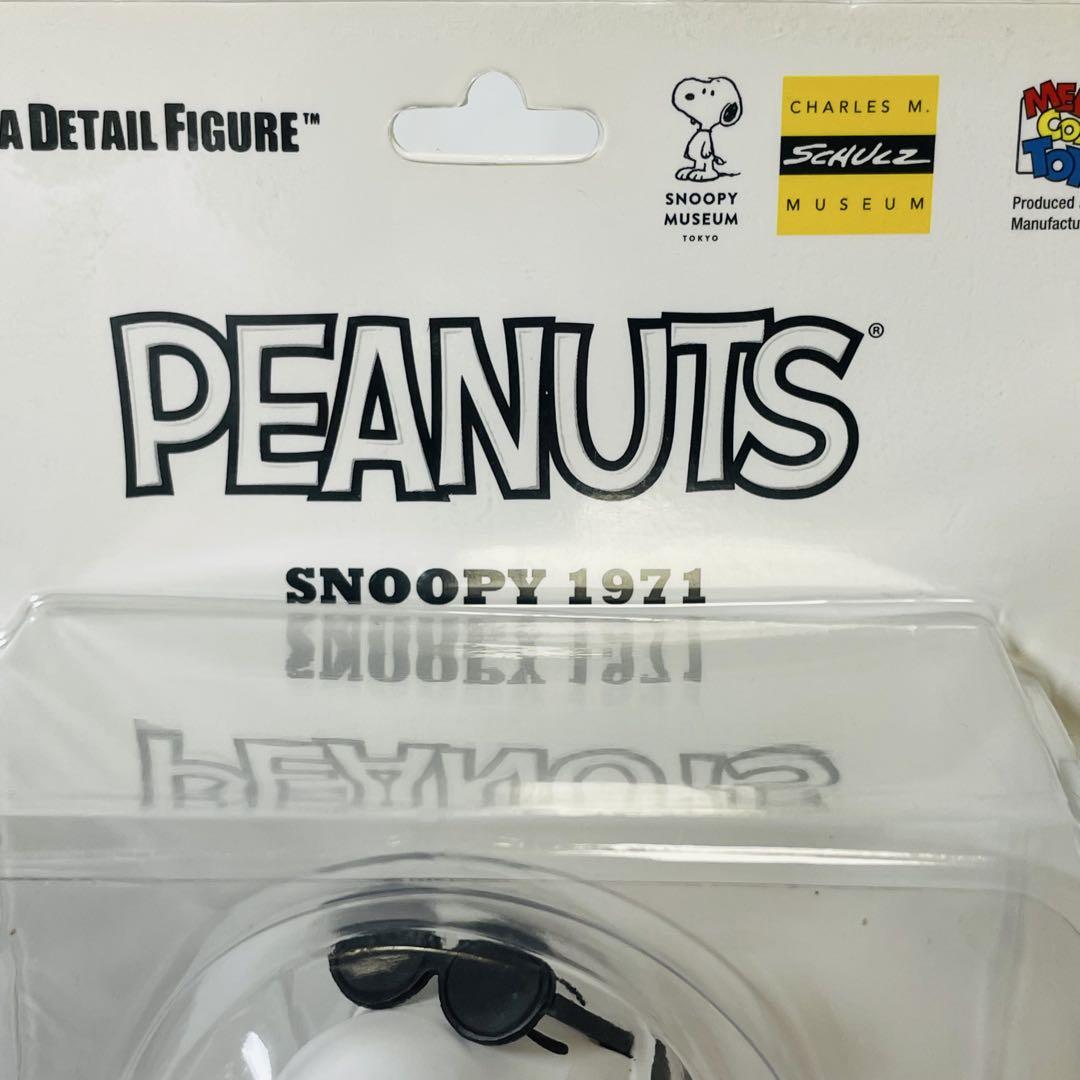 A DETAIL FIGURE™
SNOOPY
MUSEUM
TOKYO
CHARLES M.
SCHULZ
MUSEUM
Produced
Manufactu
PEANUTS®
SNOOPY 1971